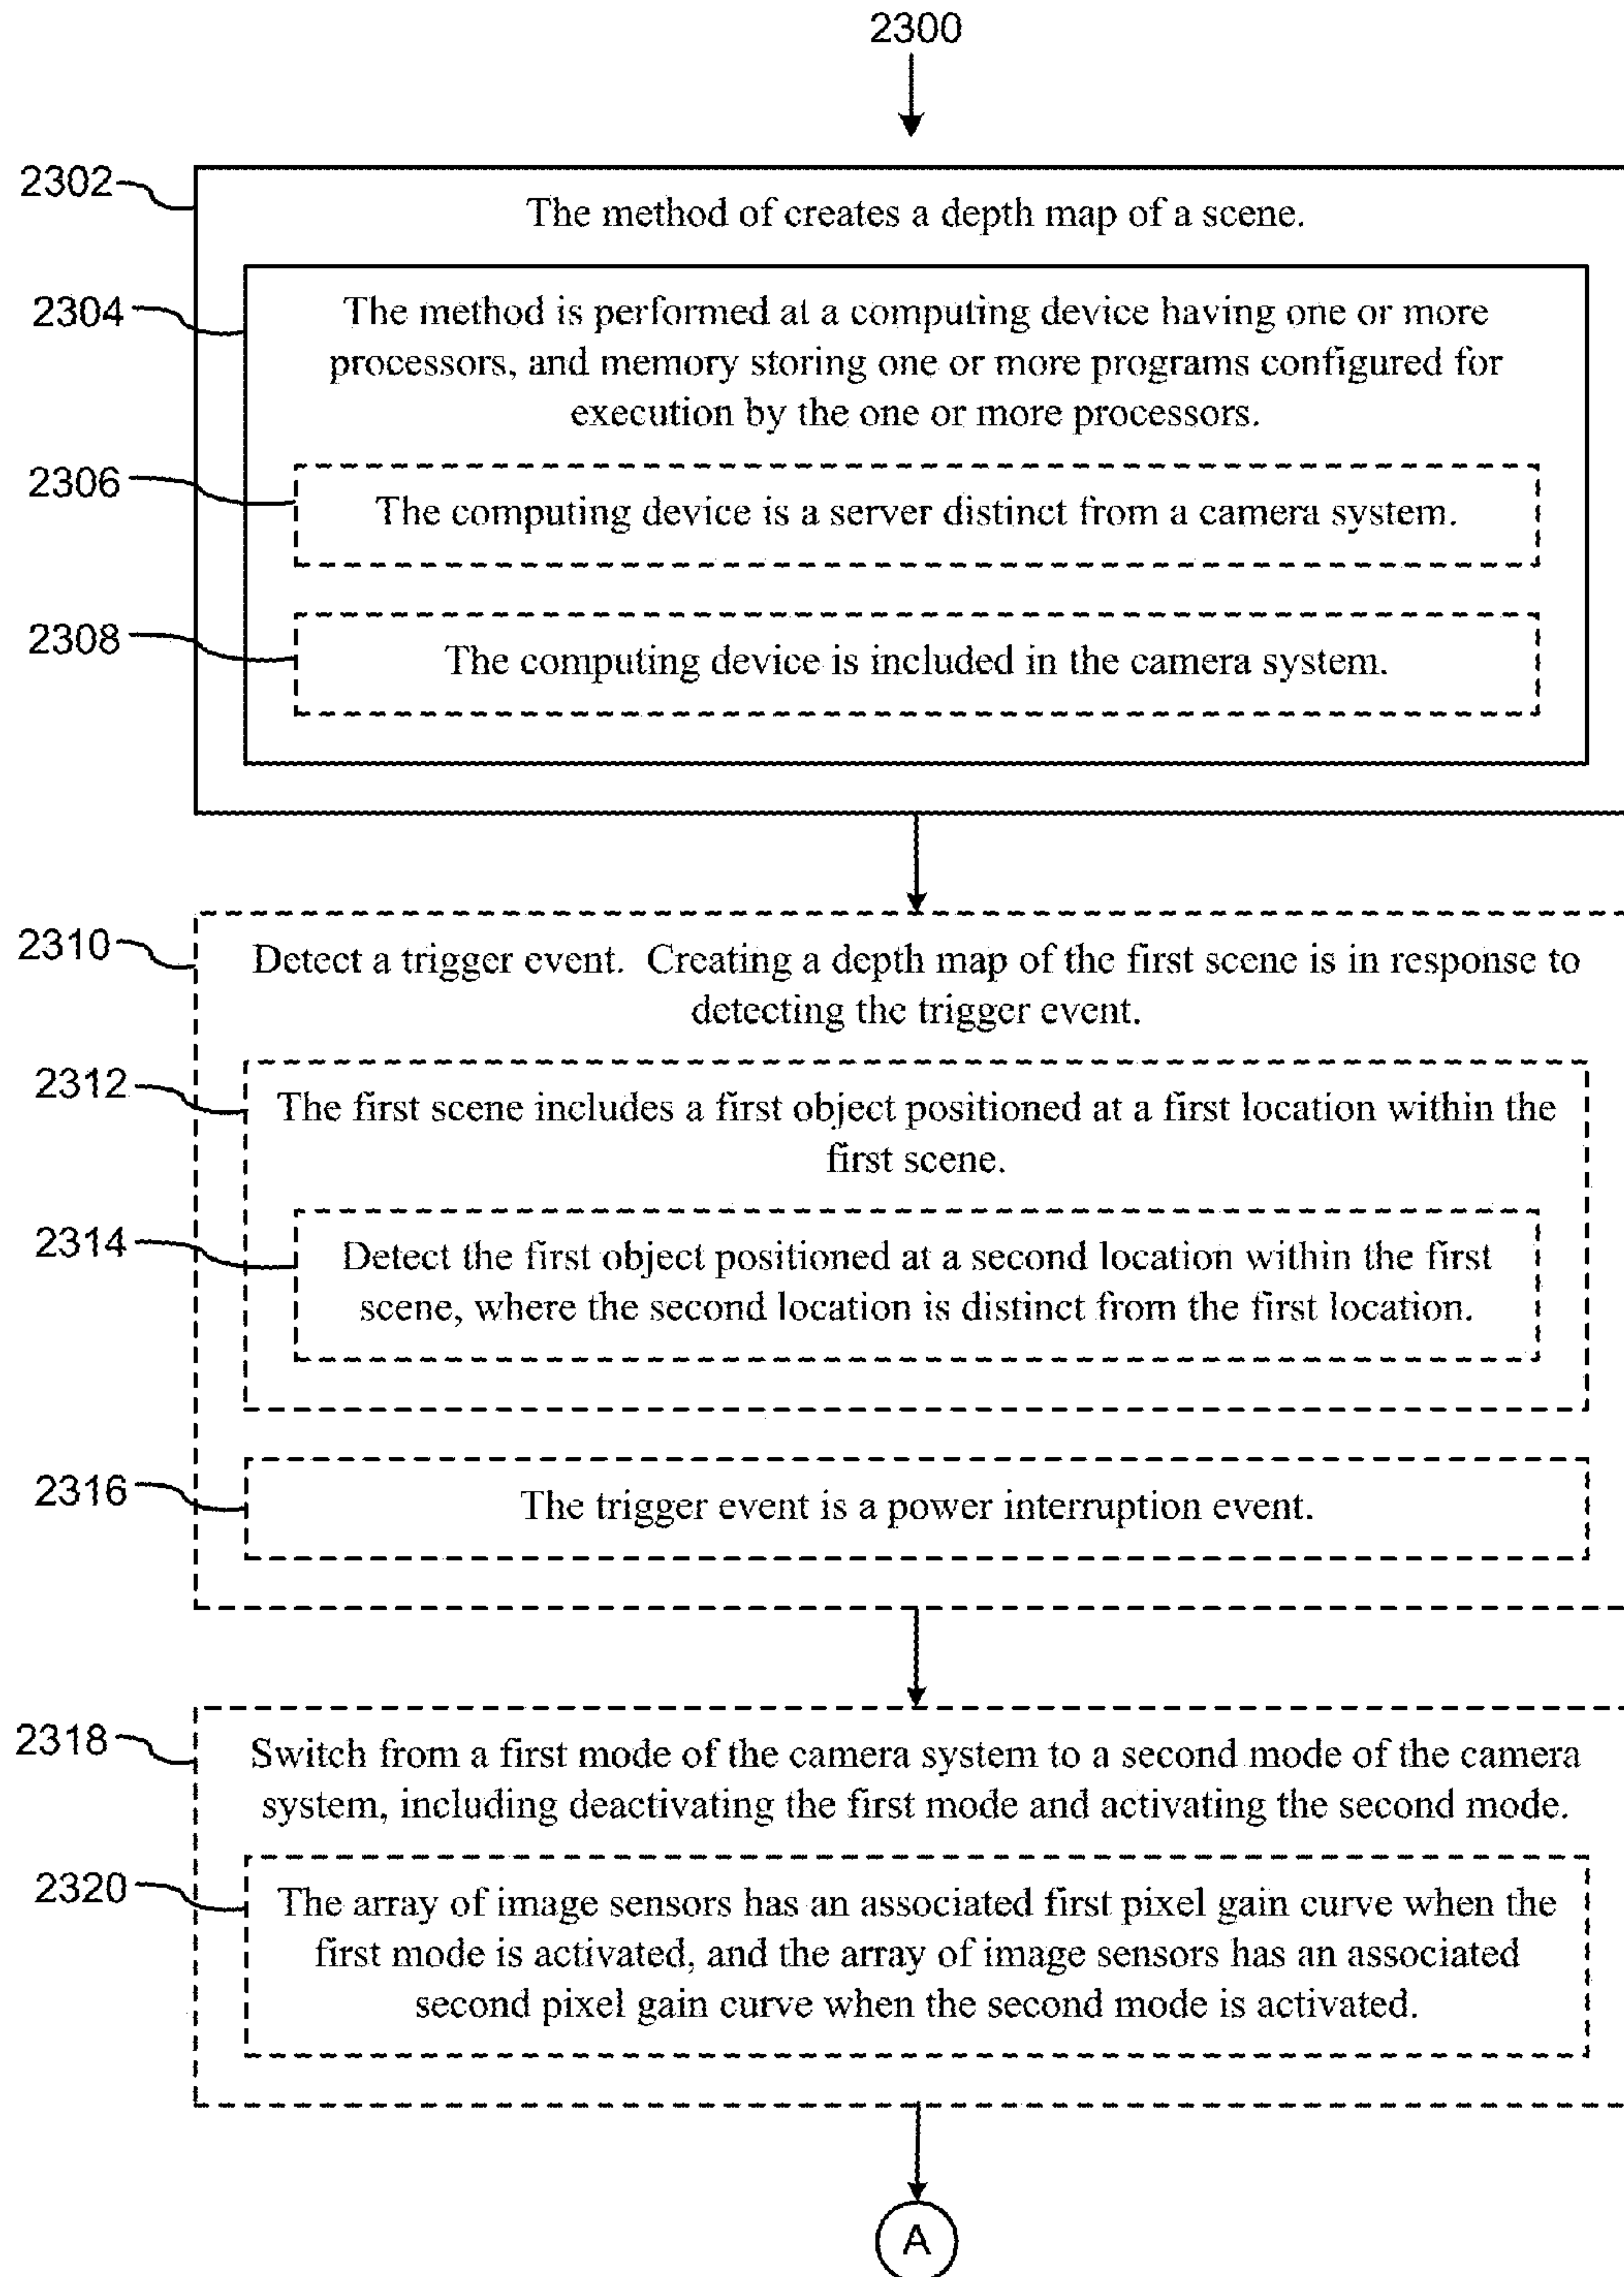 2300
2302
The method of creates a depth map of a scene.
2304
The method is performed at a computing device having one or more
processors, and memory storing one or more programs configured for
execution by the one or more processors.
2306
The computing device is a server distinct from a camera system.
2308
The computing device is included in the camera system.
2310
Detect a trigger event. Creating a depth map of the first scene is in response to
detecting the trigger event.
2312
The first scene includes a first object positioned at a first location within the
first scene.
2314
Detect the first object positioned at a second location within the first
scene, where the second location is distinct from the first location.
2316
The trigger event is a power interruption event.
2318
Switch from a first mode of the camera system to a second mode of the camera
system, including deactivating the first mode and activating the second mode.
2320
The array of image sensors has an associated first pixel gain curve when the
first mode is activated, and the array of image sensors has an associated
second pixel gain curve when the second mode is activated.
A